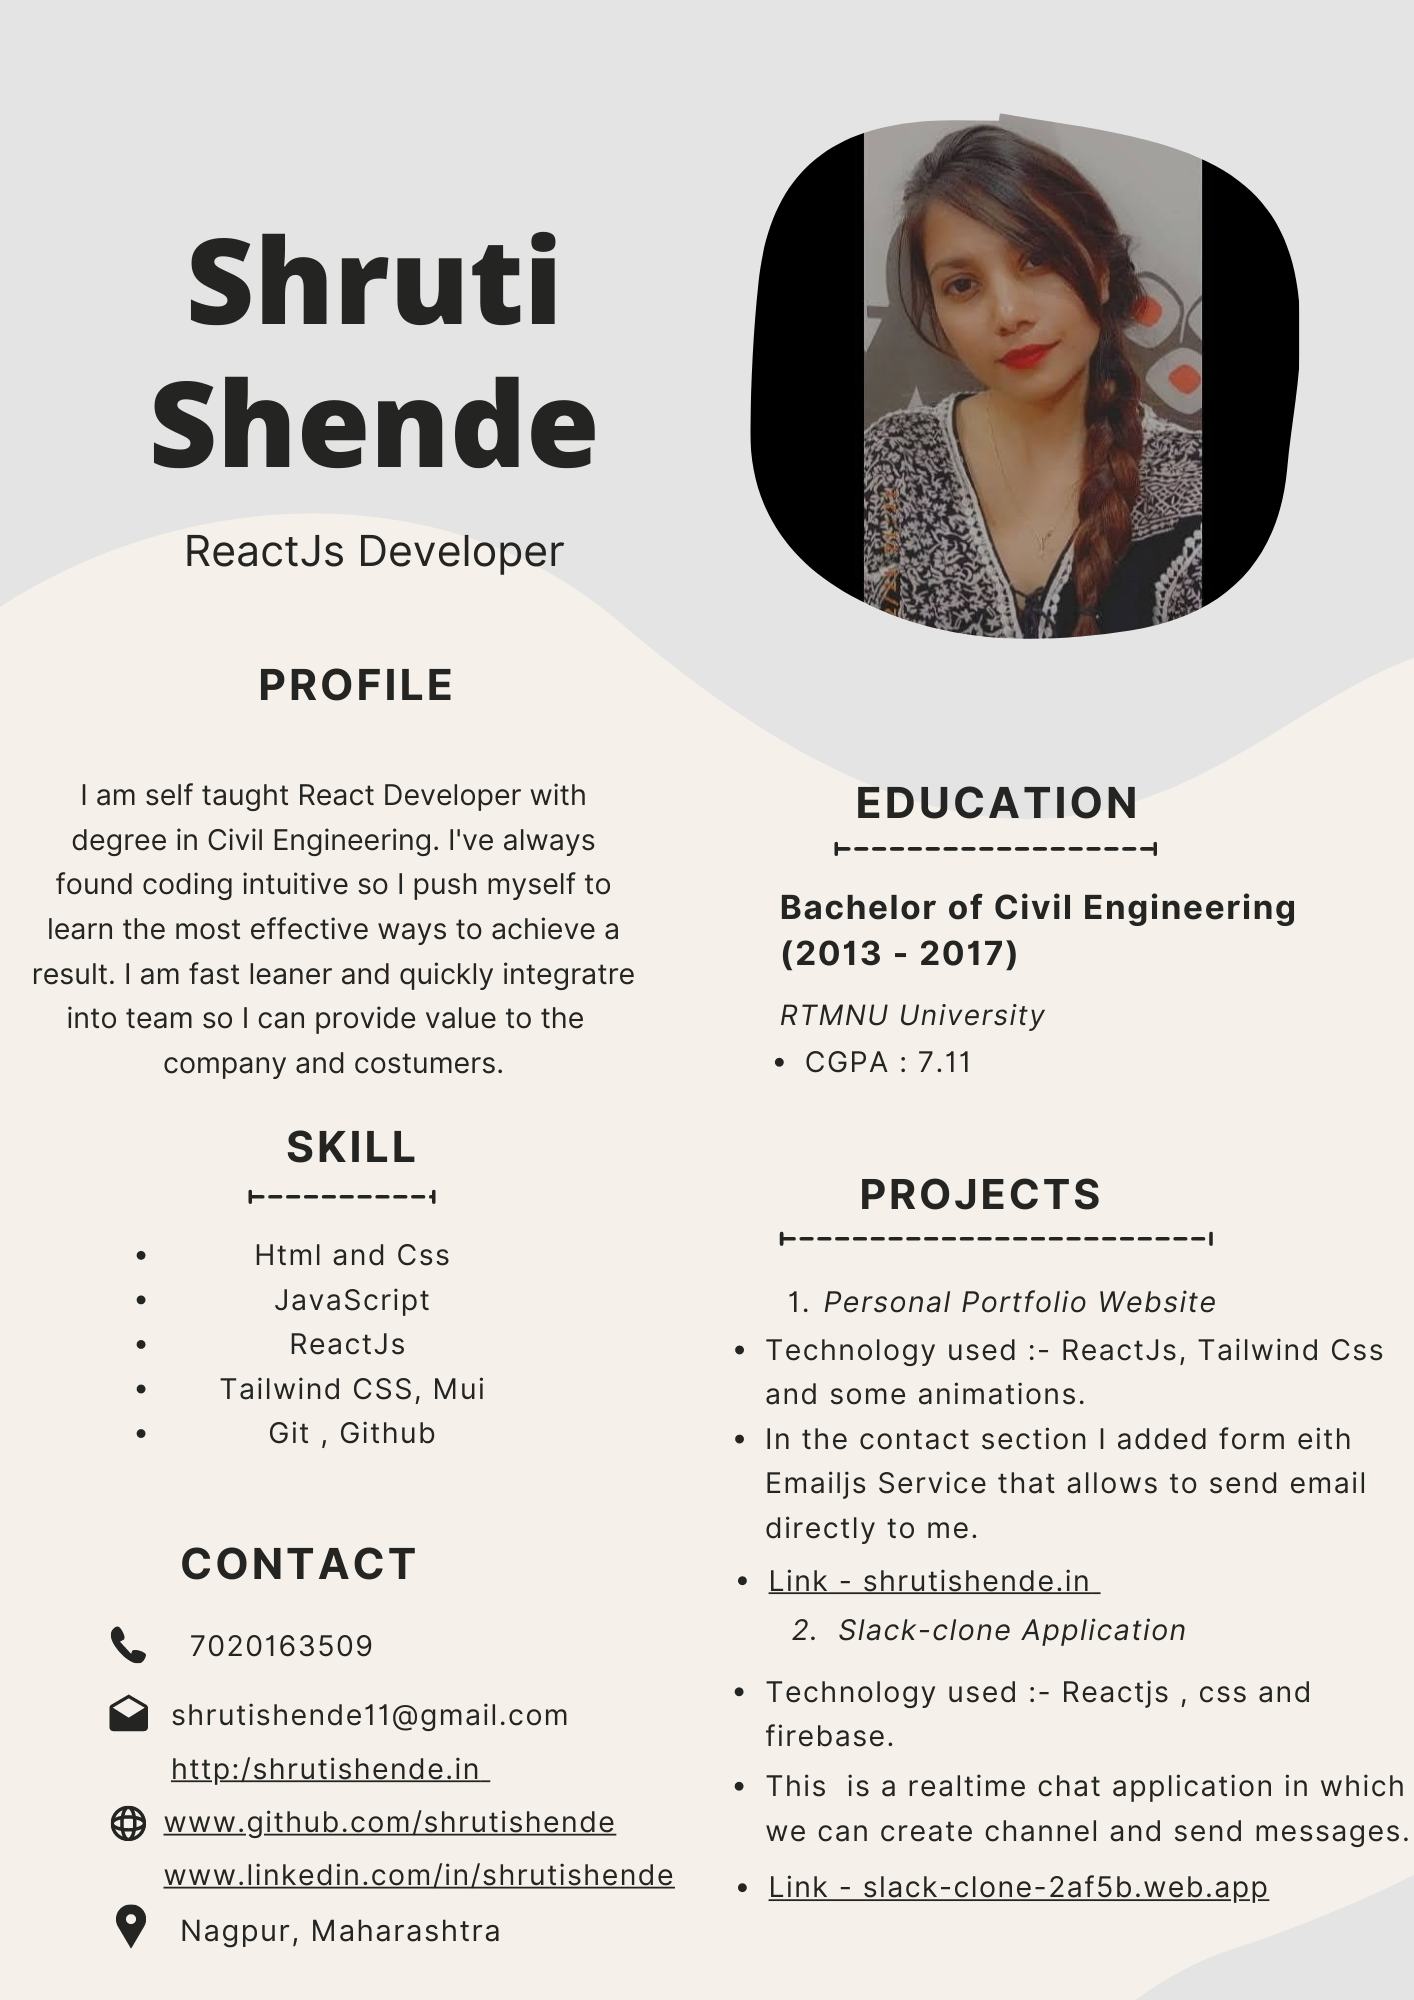 Shruti
Shende
ReactJs Developer
PROFILE
I am self taught React Developer with
degree in Civil Engineering. I've always
found coding intuitive so I push myself to
learn the most effective ways to achieve a
result. I am fast leaner and quickly integratre
into team so I can provide value to the
company and costumers.
SKILL
• Html and Css
• JavaScript
• ReactJs
• Tailwind CSS, Mui
• Git , Github
CONTACT
7020163509
shrutishende11@gmail.com
http:/shrutishende.in
www.github.com/shrutishende
www.linkedin.com/in/shrutishende
Nagpur, Maharashtra
EDUCATION
Bachelor of Civil Engineering
(2013 - 2017)
RTMNU University
• CGPA : 7.11
PROJECTS
1. Personal Portfolio Website
• Technology used :- ReactJs, Tailwind Css
and some animations.
• In the contact section I added form eith
Emailjs Service that allows to send email
directly to me.
• Link - shrutishende.in
2. Slack-clone Application
• Technology used :- Reactjs , css and
firebase.
• This  is a realtime chat application in which
we can create channel and send messages.
• Link - slack-clone-2af5b.web.app